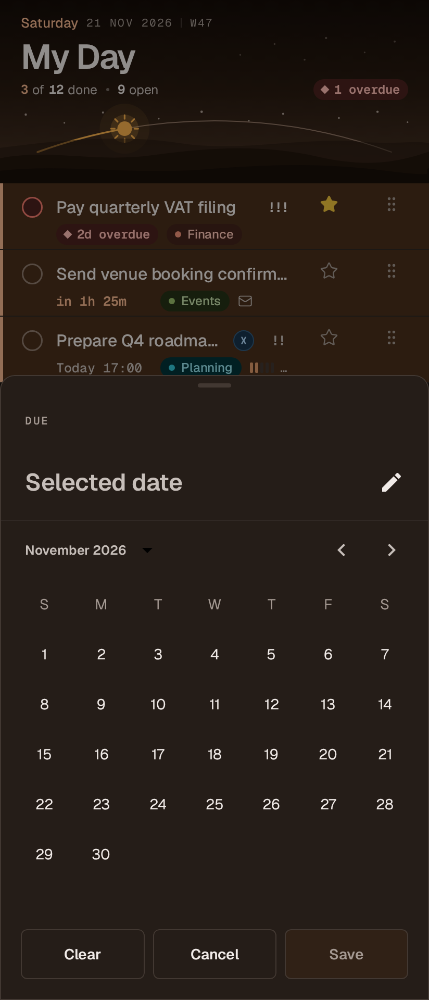 Saturday 21 NOV 2026 | W47
My Day
3 of 12 done • 9 open
◆ 1 overdue
Pay quarterly VAT filing !!!
◆ 2d overdue • Finance
Send venue booking confirm…
in 1h 25m • Events
Prepare Q4 roadma… X !!
Today 17:00 • Planning …
DUE
Selected date
November 2026
S M T W T F S
1 2 3 4 5 6 7
8 9 10 11 12 13 14
15 16 17 18 19 20 21
22 23 24 25 26 27 28
29 30
Clear Cancel Save